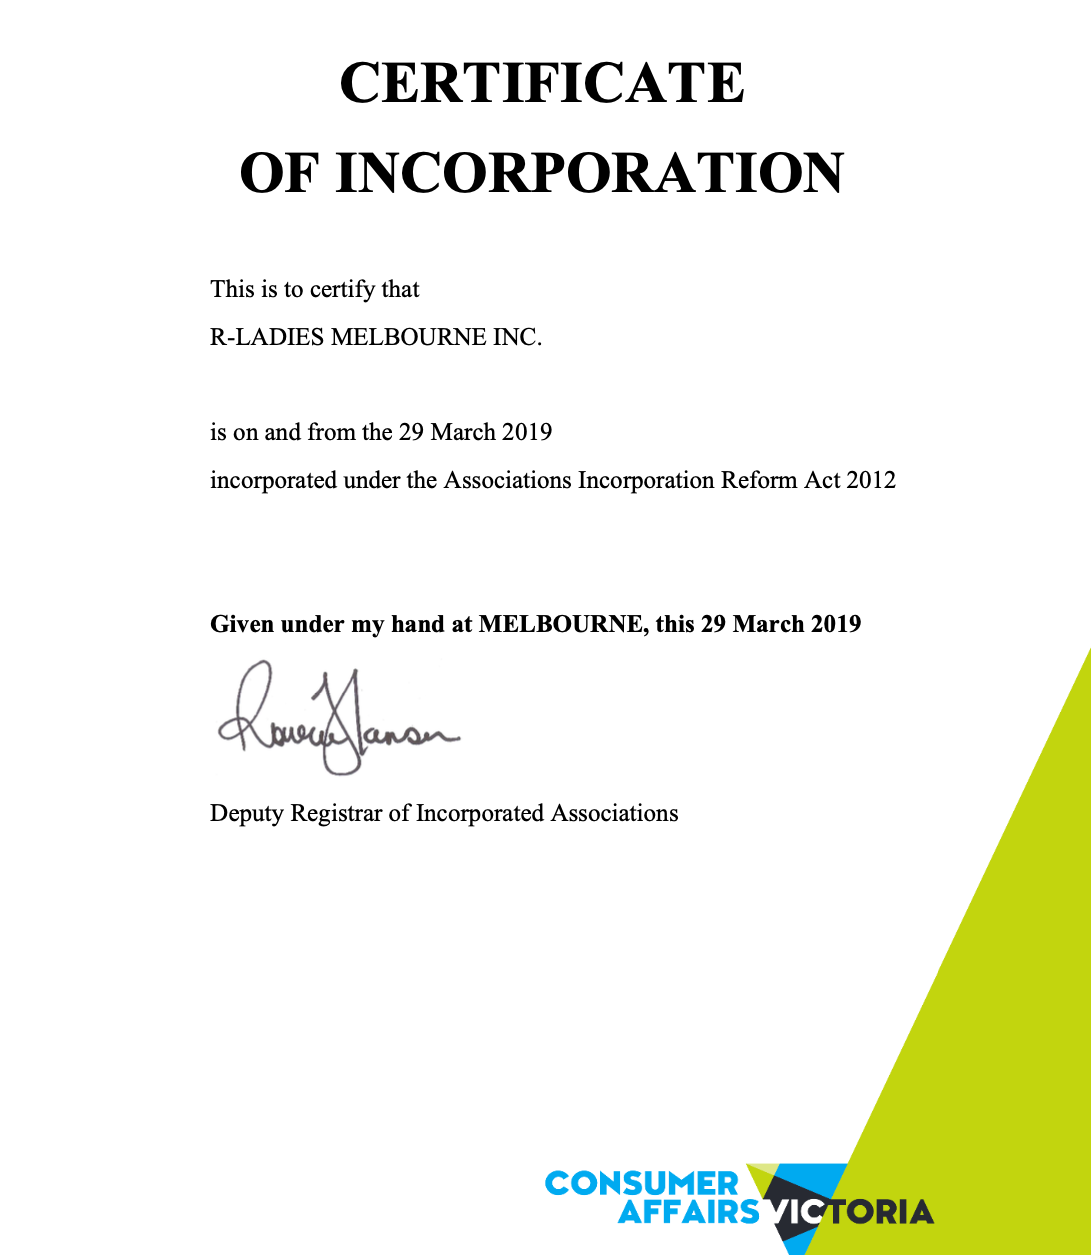 CERTIFICATE
OF INCORPORATION
This is to certify that
R-LADIES MELBOURNE INC.
is on and from the 29 March 2019
incorporated under the Associations Incorporation Reform Act 2012
Given under my hand at MELBOURNE, this 29 March 2019
Deputy Registrar of Incorporated Associations
CONSUMER
AFFAIRS VICTORIA